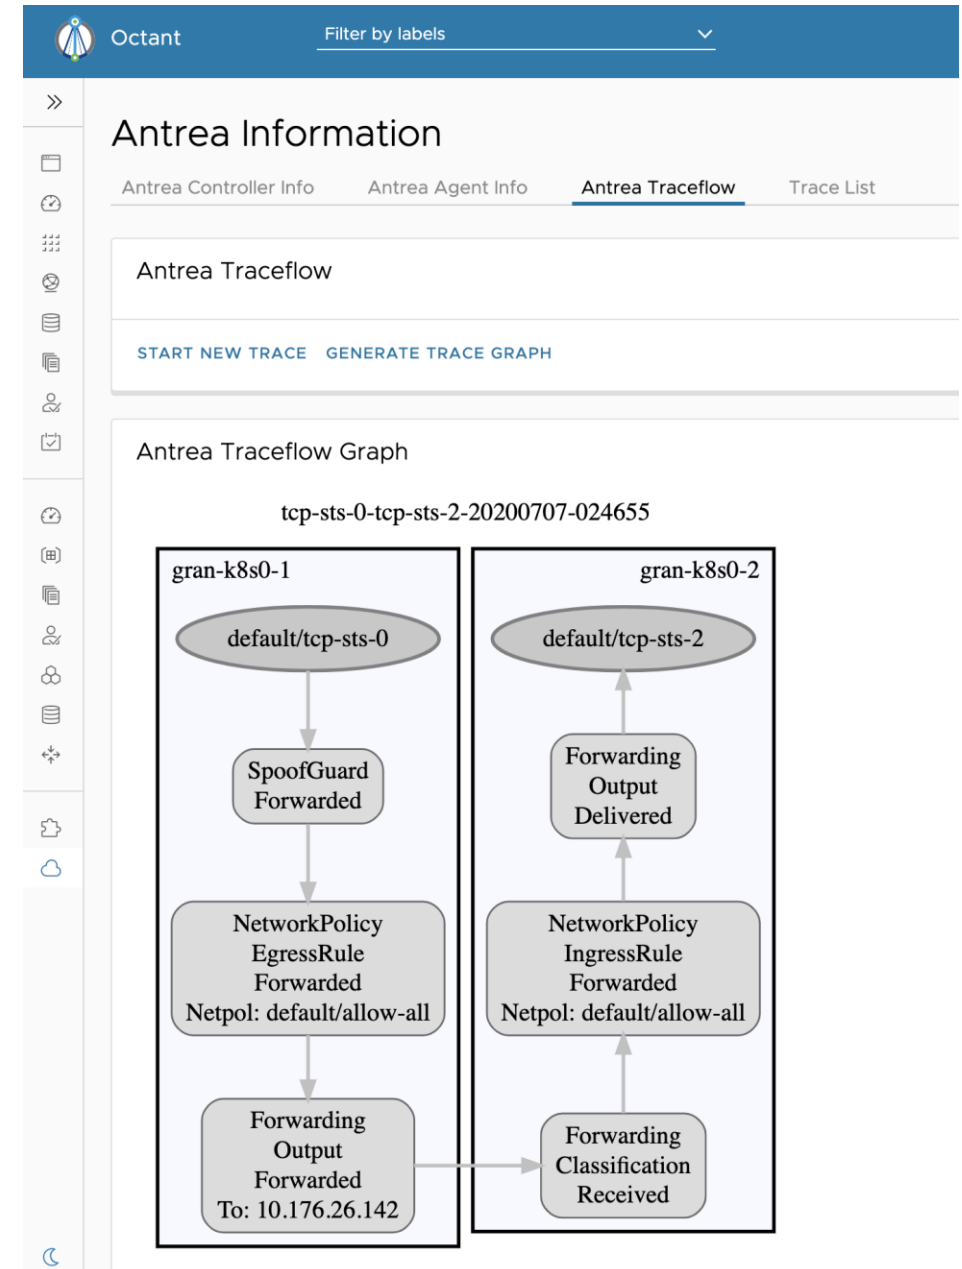 Octant
Filter by labels
Antrea Information
Antrea Controller Info
Antrea Agent Info
Antrea Traceflow
Trace List
Antrea Traceflow
START NEW TRACE
GENERATE TRACE GRAPH
Antrea Traceflow Graph
tcp-sts-0-tcp-sts-2-20200707-024655
gran-k8s0-1
default/tcp-sts-0
SpoofGuard
Forwarded
NetworkPolicy
EgressRule
Forwarded
Netpol: default/allow-all
Forwarding
Output
Forwarded
To: 10.176.26.142
gran-k8s0-2
default/tcp-sts-2
Forwarding
Output
Delivered
NetworkPolicy
IngressRule
Forwarded
Netpol: default/allow-all
Forwarding
Classification
Received